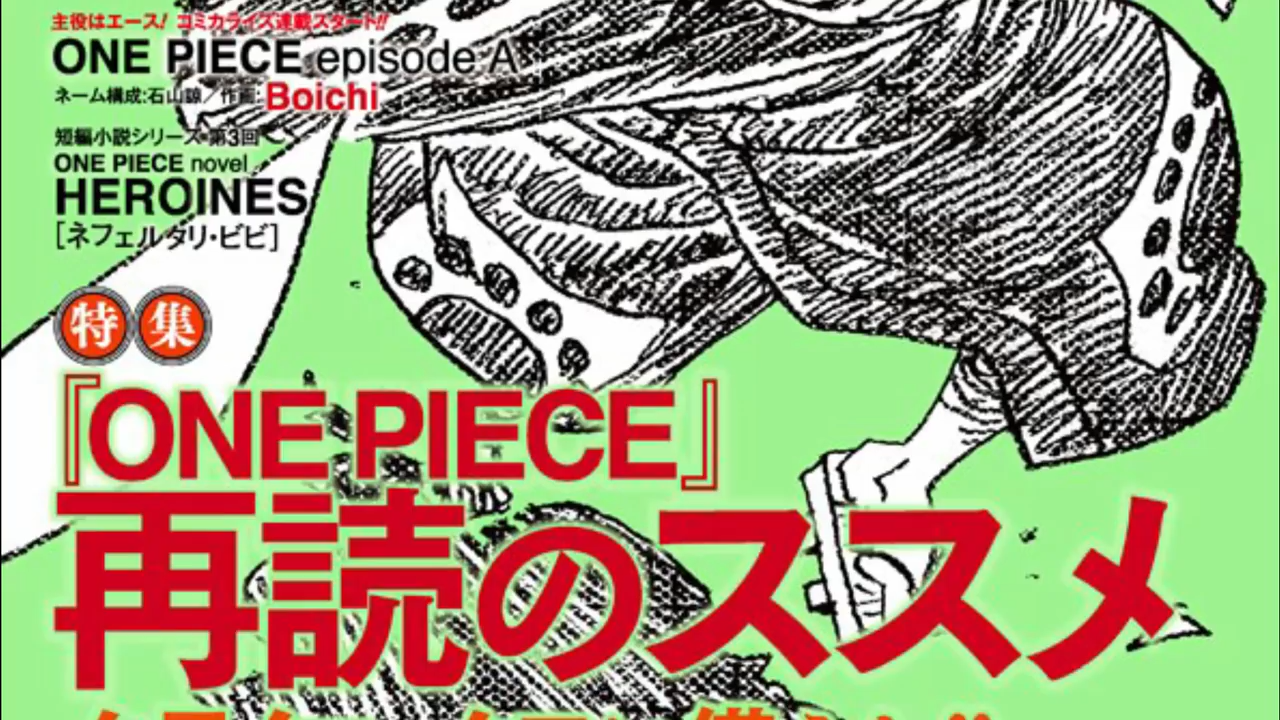 主役はエース! コミカライズ連載スタート!!
ONE PIECE episode A
ネーム構成:石山諒/作画:Boichi
短編小説シリーズ 第3回
ONE PIECE novel
HEROINES
[ネフェルタリ・ビビ]
特集
『ONE PIECE』
再読のススメ